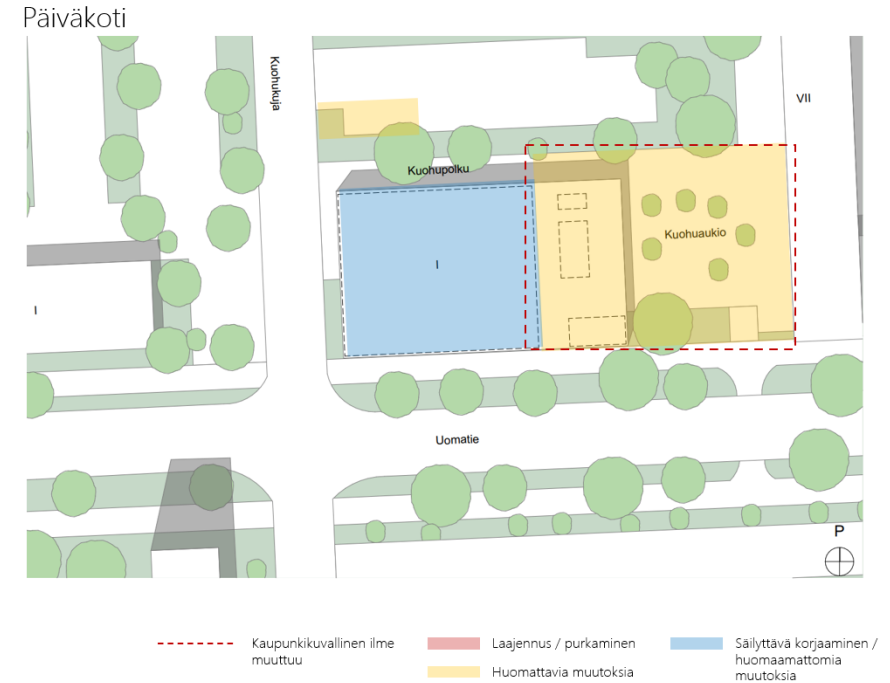 Päiväkoti
Kuohukuja
VII
Kuohupolku
Kuohuaukio
I
I
Uomatie
P
Kaupunkikuvallinen ilme
muuttuu
Laajennus / purkaminen
Huomattavia muutoksia
Säilyttävä korjaaminen /
huomaamattomia
muutoksia